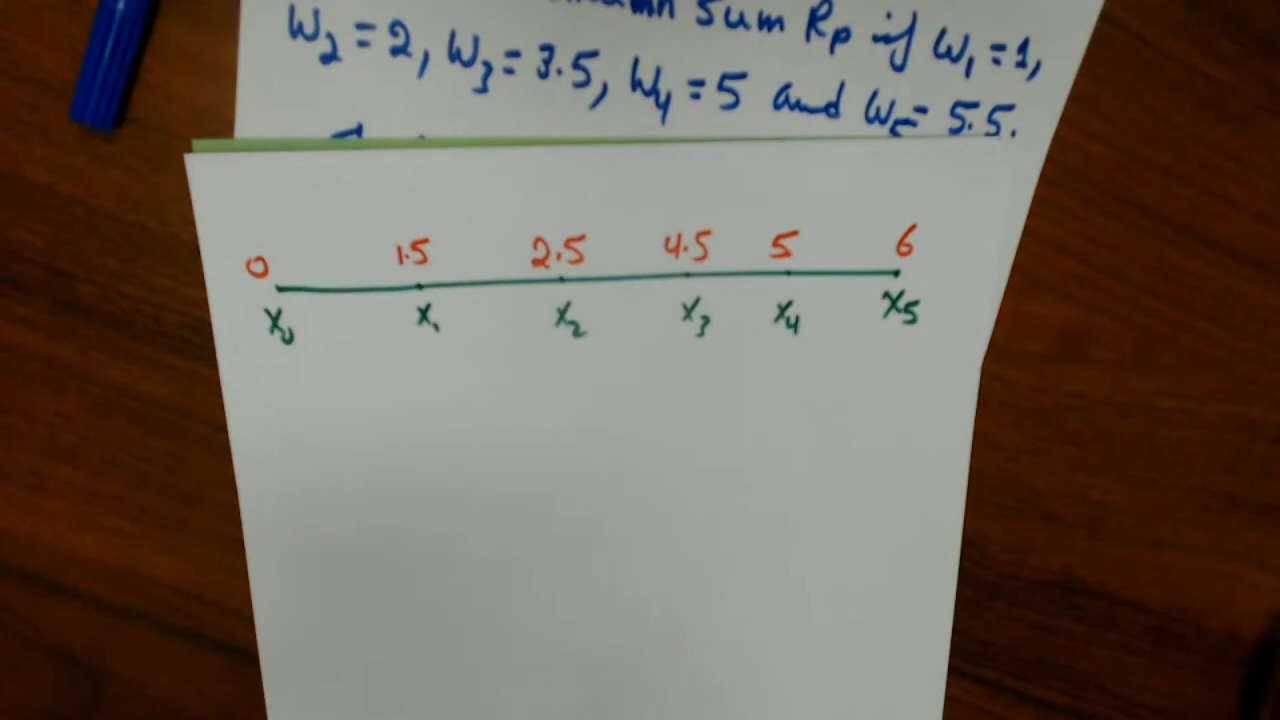 Sum Rp if W1 = 1,
W2 = 2, W3 = 3.5, W4 = 5 and W5 = 5.5.
0 1.5 2.5 4.5 5 6
X0 X1 X2 X3 X4 X5